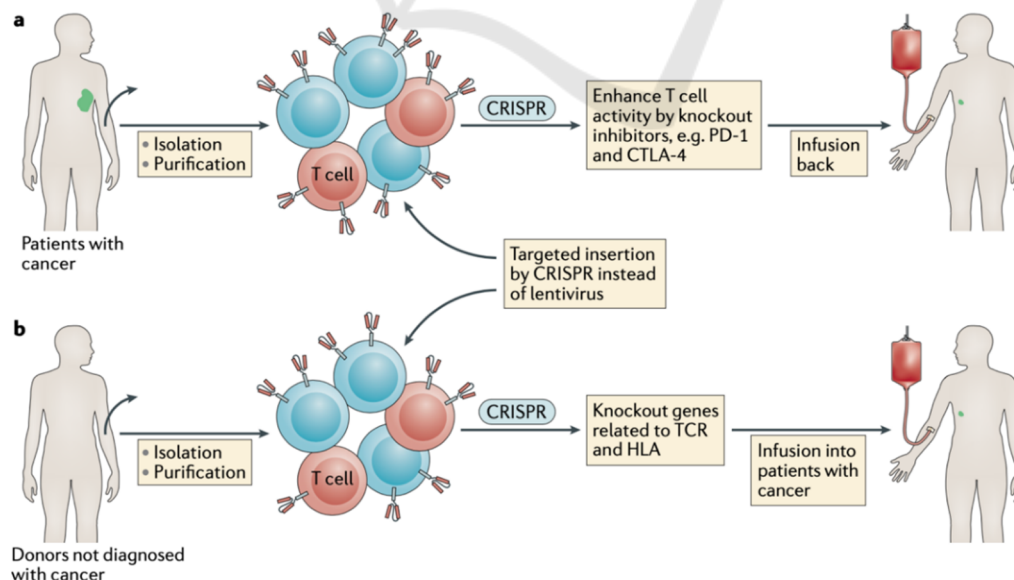 a
• Isolation
• Purification
T cell
CRISPR
Enhance T cell
activity by knockout
inhibitors, e.g. PD-1
and CTLA-4
Infusion
back
Patients with
cancer
Targeted insertion
by CRISPR instead
of lentivirus
b
• Isolation
• Purification
T cell
CRISPR
Knockout genes
related to TCR
and HLA
Infusion into
patients with
cancer
Donors not diagnosed
with cancer